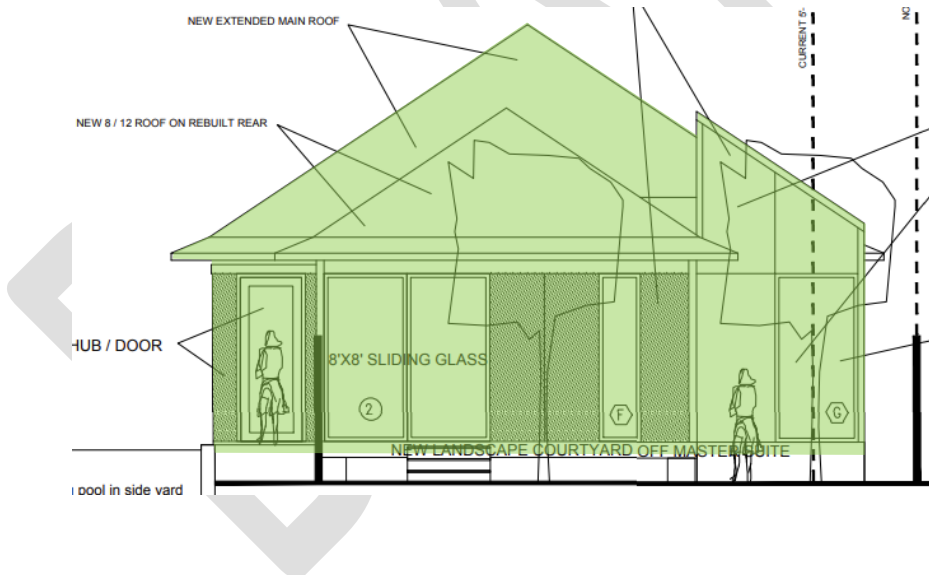 NEW EXTENDED MAIN ROOF
CURRENT 5'-
NEW 8 / 12 ROOF ON REBUILT REAR
HUB / DOOR
8'X8' SLIDING GLASS
2
F
G
NEW LANDSCAPE COURTYARD OFF MASTER SUITE
pool in side yard